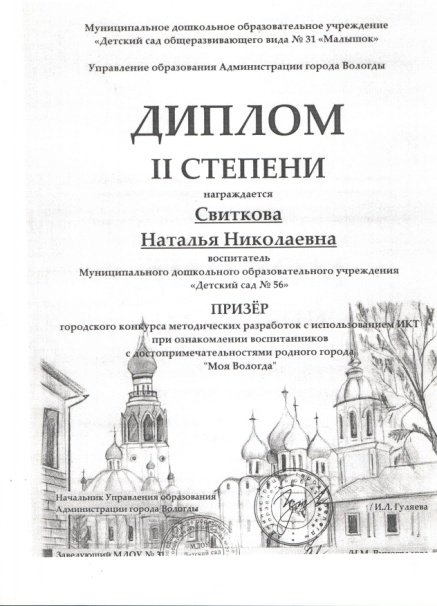 Муниципальное дошкольное образовательное учреждение
«Детский сад общеразвивающего вида № 31 «Малышок»
Управление образования Администрации города Вологды
ДИПЛОМ
II СТЕПЕНИ
награждается
Свиткова
Наталья Николаевна
воспитатель
Муниципального дошкольного образовательного учреждения
«Детский сад № 56»
ПРИЗЁР
городского конкурса методических разработок с использованием ИКТ
при ознакомлении воспитанников
с достопримечательностями родного города
"Моя Вологда"
Начальник Управления образования
Администрации города Вологды
/ И.Л. Гуляева
Заведующий МДОУ № 31